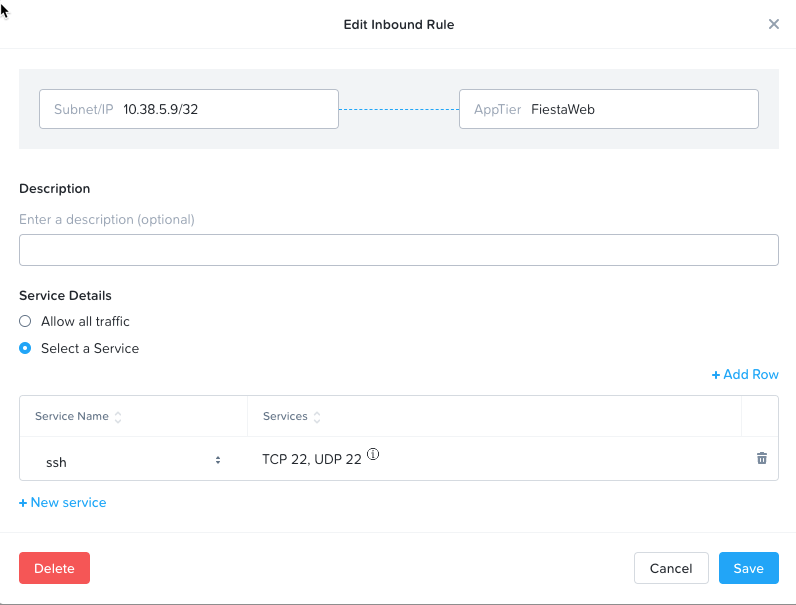 Edit Inbound Rule
Subnet/IP 10.38.5.9/32
AppTier FiestaWeb
Description
Enter a description (optional)
Service Details
Allow all traffic
Select a Service
+ Add Row
Service Name
Services
ssh
TCP 22, UDP 22
+ New service
Delete
Cancel
Save